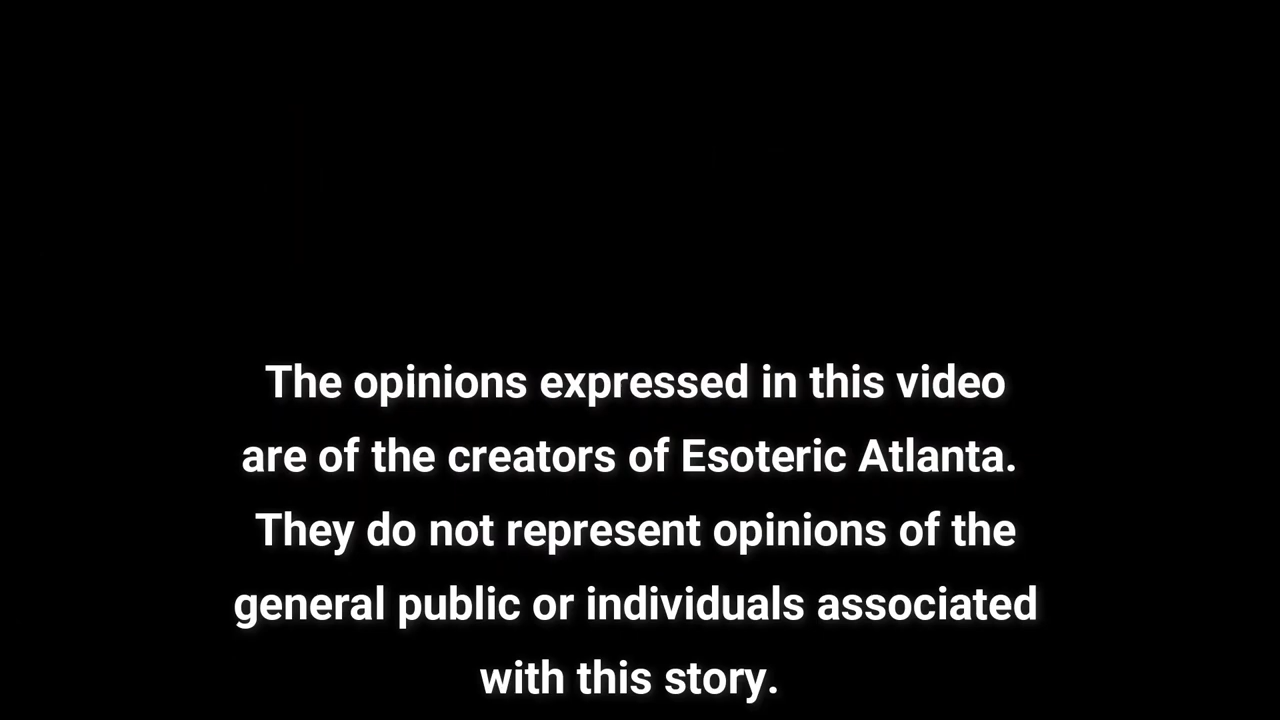 The opinions expressed in this video
are of the creators of Esoteric Atlanta.
They do not represent opinions of the
general public or individuals associated
with this story.